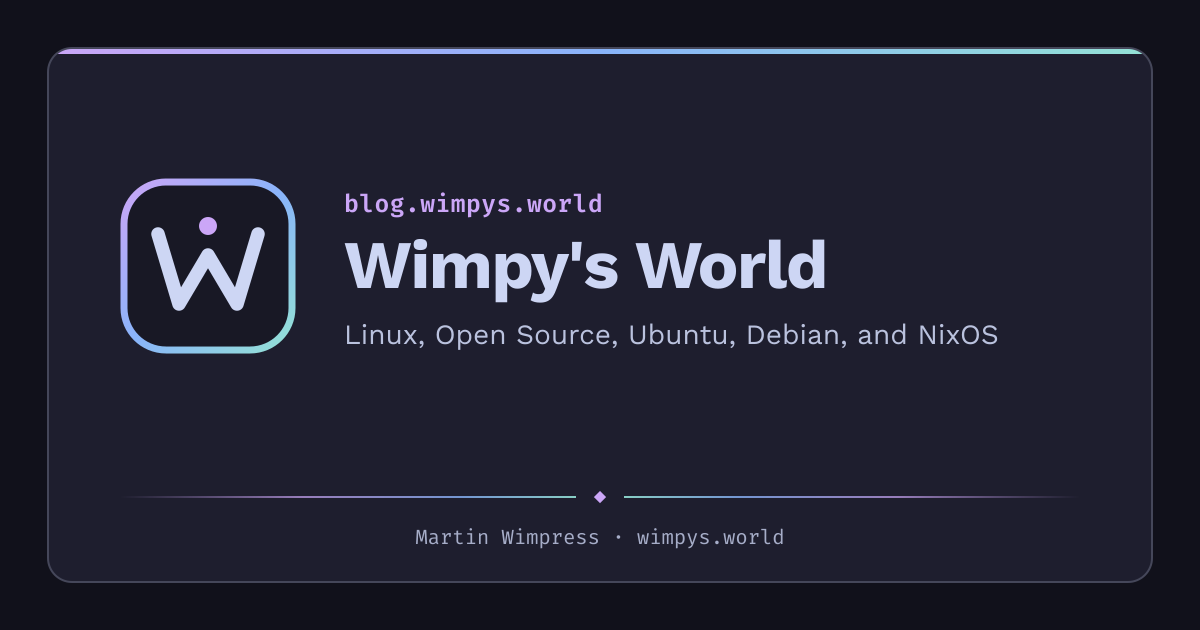 W
blog.wimpys.world
Wimpy's World
Linux, Open Source, Ubuntu, Debian, and NixOS
Martin Wimpress · wimpys.world